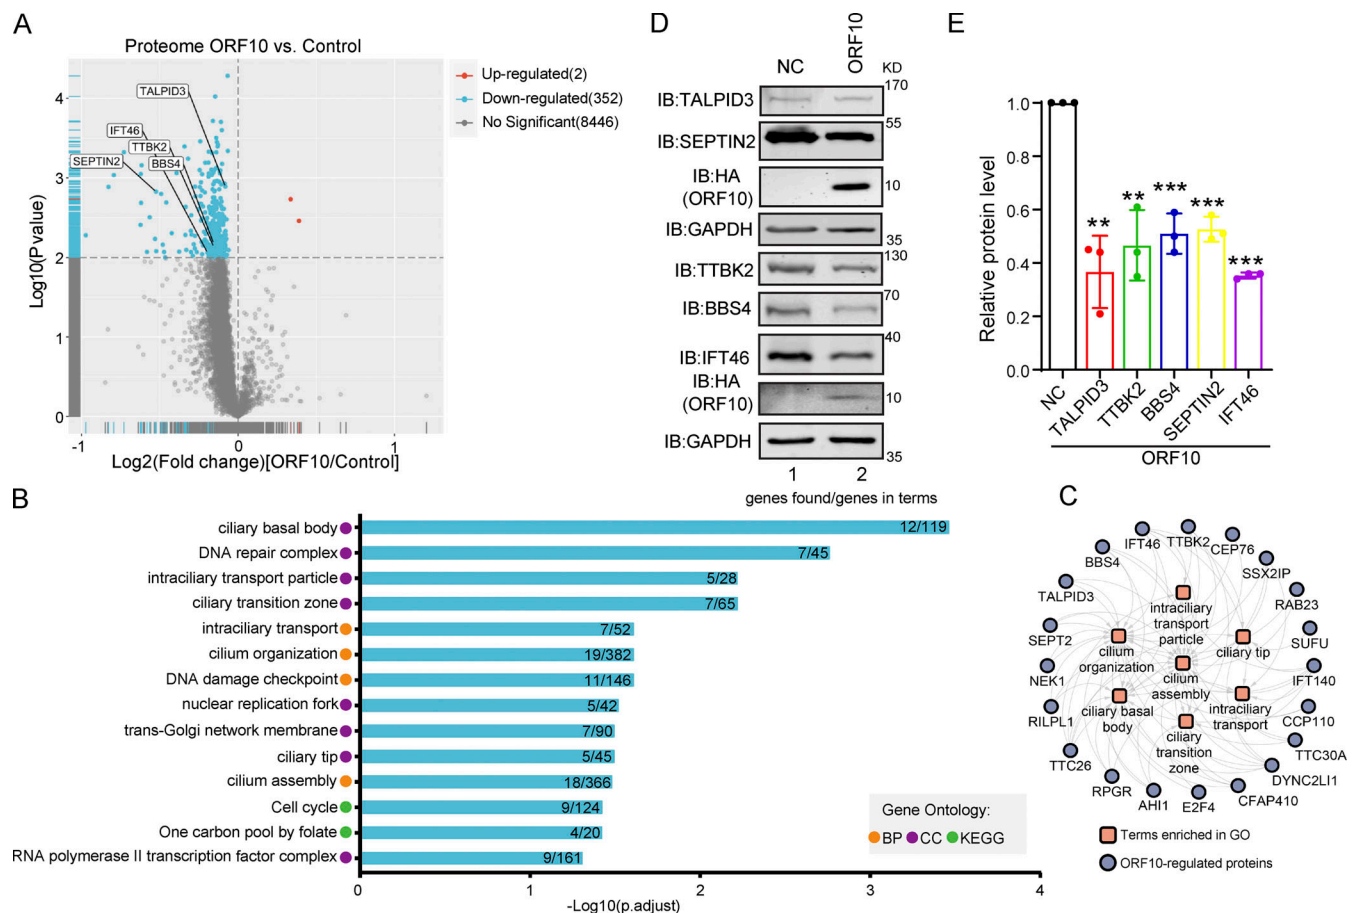 A
Proteome ORF10 vs. Control
Up-regulated(2)
Down-regulated(352)
No Significant(8446)
TALPID3
IFT46
TTBK2
SEPTIN2
BBS4
Log10(P value)
4
3
2
1
0
-1
0
1
Log2(Fold change)[ORF10/Control]
D
NC
ORF10
KD
170
IB:TALPID3
55
IB:SEPTIN2
IB:HA
(ORF10)
10
IB:GAPDH
35
130
IB:TTBK2
70
IB:BBS4
40
IB:IFT46
IB:HA
(ORF10)
10
IB:GAPDH
35
1
2
E
Relative protein level
1.0
0.8
1.0
0.6
0.4
0.2
0.0
**
**
***
***
***
NC
TALPID3
TTBK2
BBS4
SEPTIN2
IFT46
ORF10
B
genes found/genes in terms
ciliary basal body
12/119
DNA repair complex
7/45
intraciliary transport particle
5/28
ciliary transition zone
7/65
intraciliary transport
7/52
cilium organization
19/382
DNA damage checkpoint
11/146
nuclear replication fork
5/42
trans-Golgi network membrane
7/90
ciliary tip
5/45
cilium assembly
18/366
Cell cycle
9/124
One carbon pool by folate
4/20
RNA polymerase II transcription factor complex
9/161
Gene Ontology:
BP
CC
KEGG
0
1
2
3
4
-Log10(p.adjust)
C
IFT46
TTBK2
CEP76
BBS4
SSX2IP
TALPID3
RAB23
SEPT2
SUFU
NEK1
IFT140
RILPL1
CCP110
TTC26
TTC30A
RPGR
DYNC2LI1
AHI1
E2F4
CFAP410
intraciliary
transport
particle
cilium
organization
ciliary tip
cilium
assembly
ciliary basal
body
intraciliary
transport
ciliary
transition
zone
Terms enriched in GO
ORF10-regulated proteins